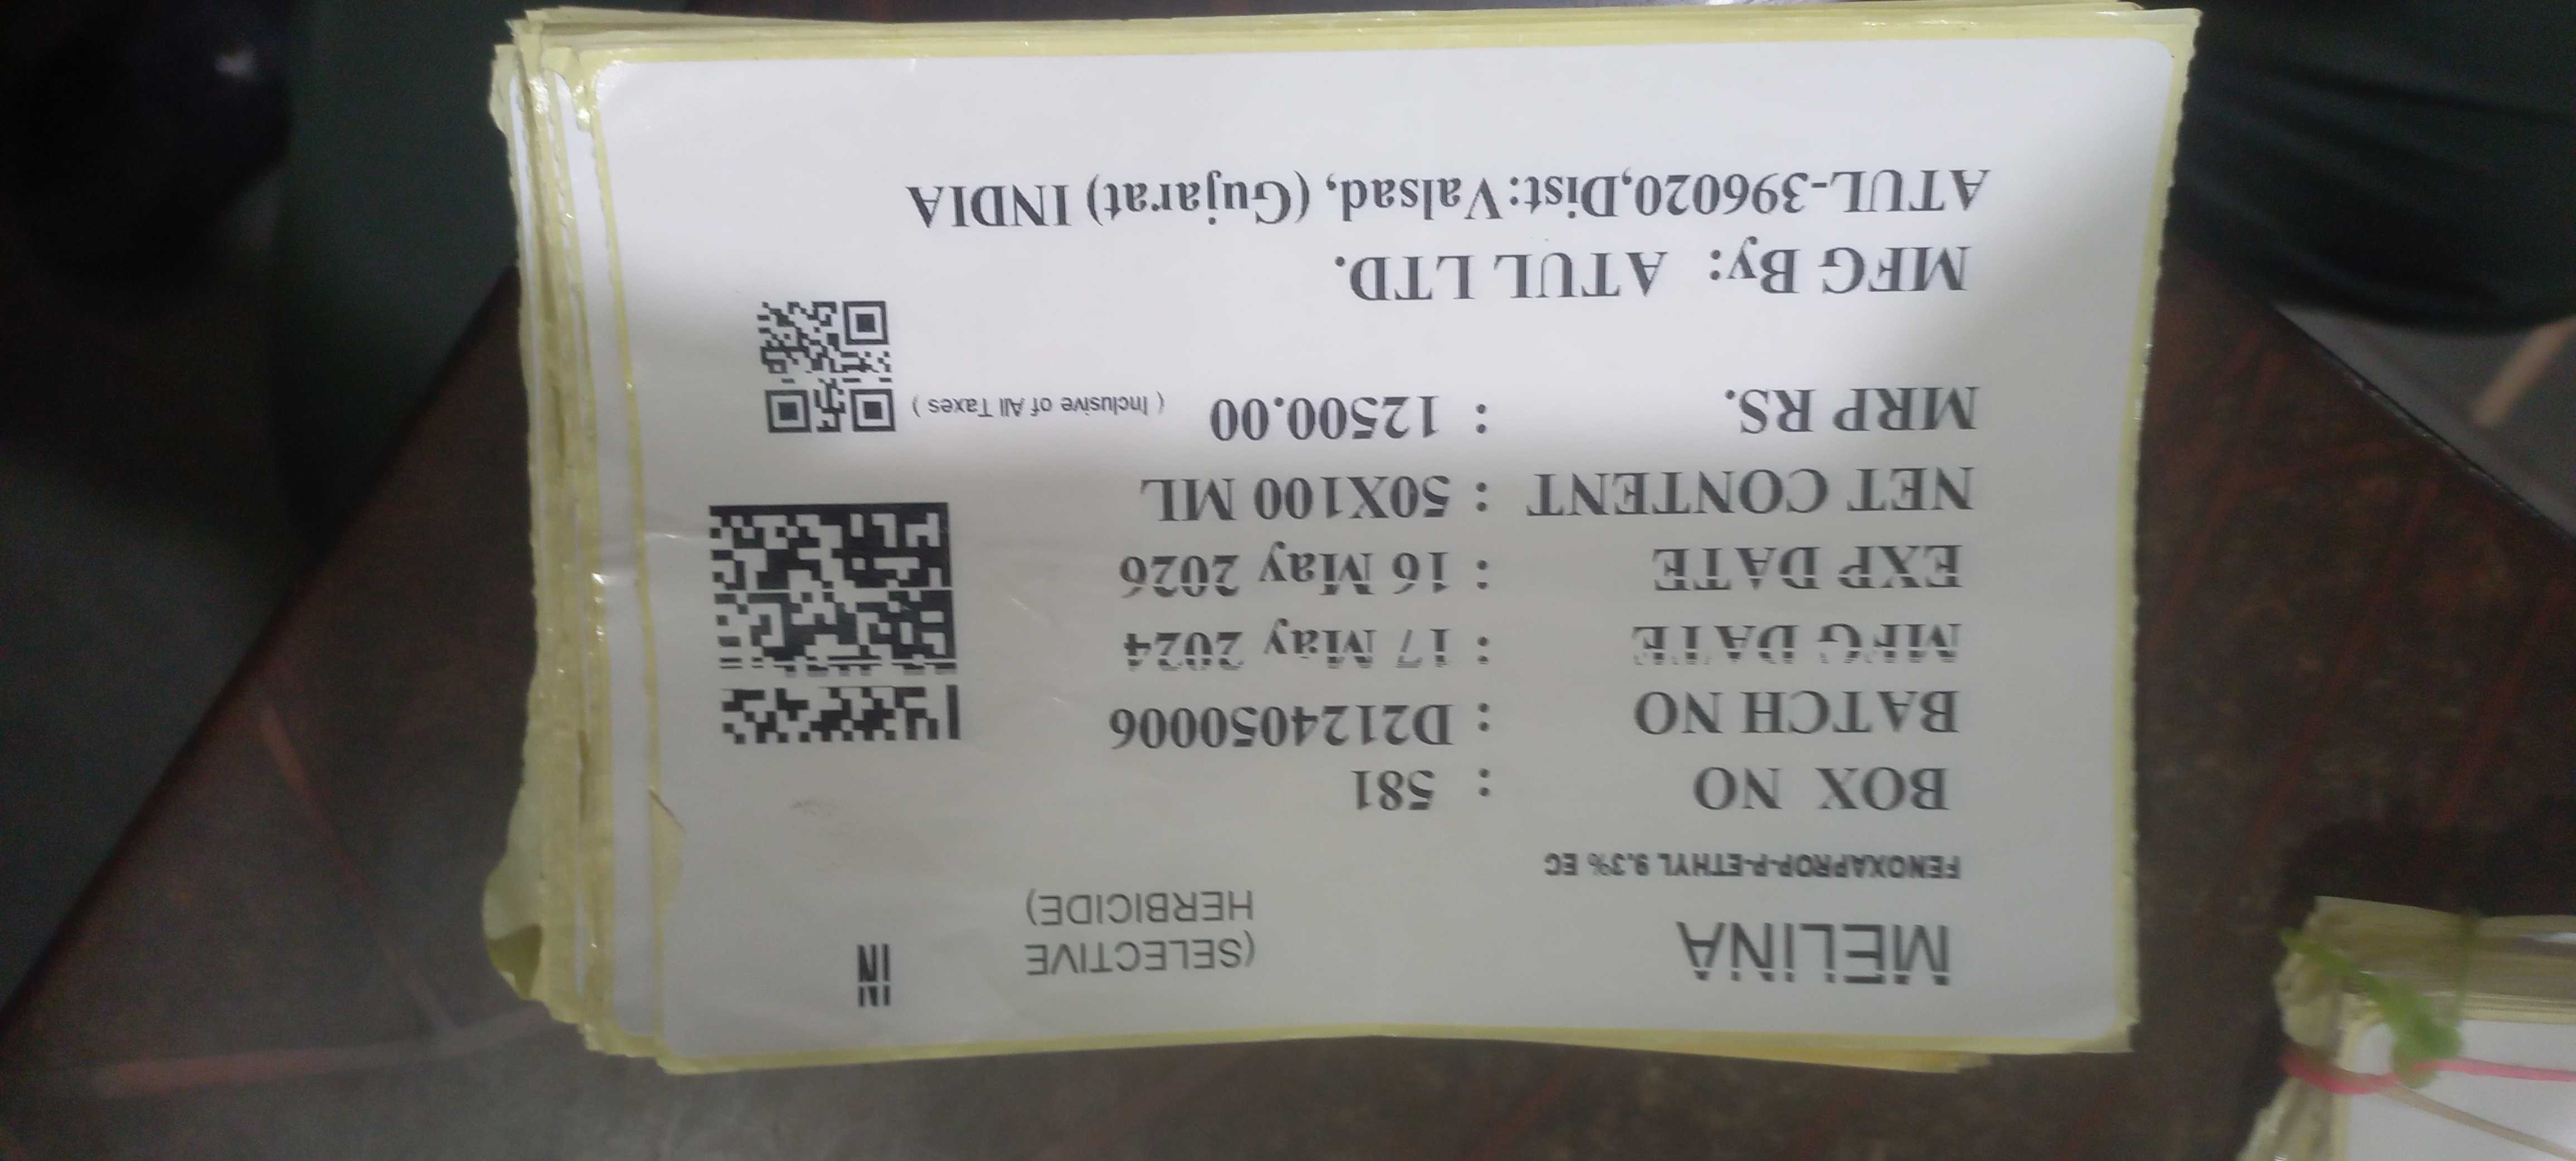 MELINA (SELECTIVE HERBICIDE) IN
FENOXAPROP-P-ETHYL 9.3% EC
BOX NO : 581
BATCH NO : D2124050006
MFG DATE : 17 May 2024
EXP DATE : 16 May 2026
NET CONTENT : 50X100 ML
MRP RS. : 12500.00 ( Inclusive of All Taxes )
MFG By: ATUL LTD.
ATUL-396020,Dist:Valsad, (Gujarat) INDIA